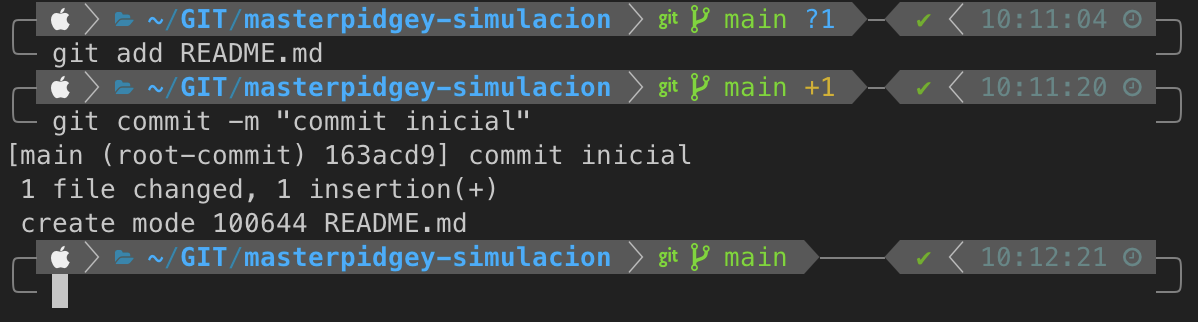 ~/GIT/masterpidgey-simulacion git main ?1 ✔ 10:11:04
git add README.md
~/GIT/masterpidgey-simulacion git main +1 ✔ 10:11:20
git commit -m "commit inicial"
[main (root-commit) 163acd9] commit inicial
1 file changed, 1 insertion(+)
create mode 100644 README.md
~/GIT/masterpidgey-simulacion git main ✔ 10:12:21